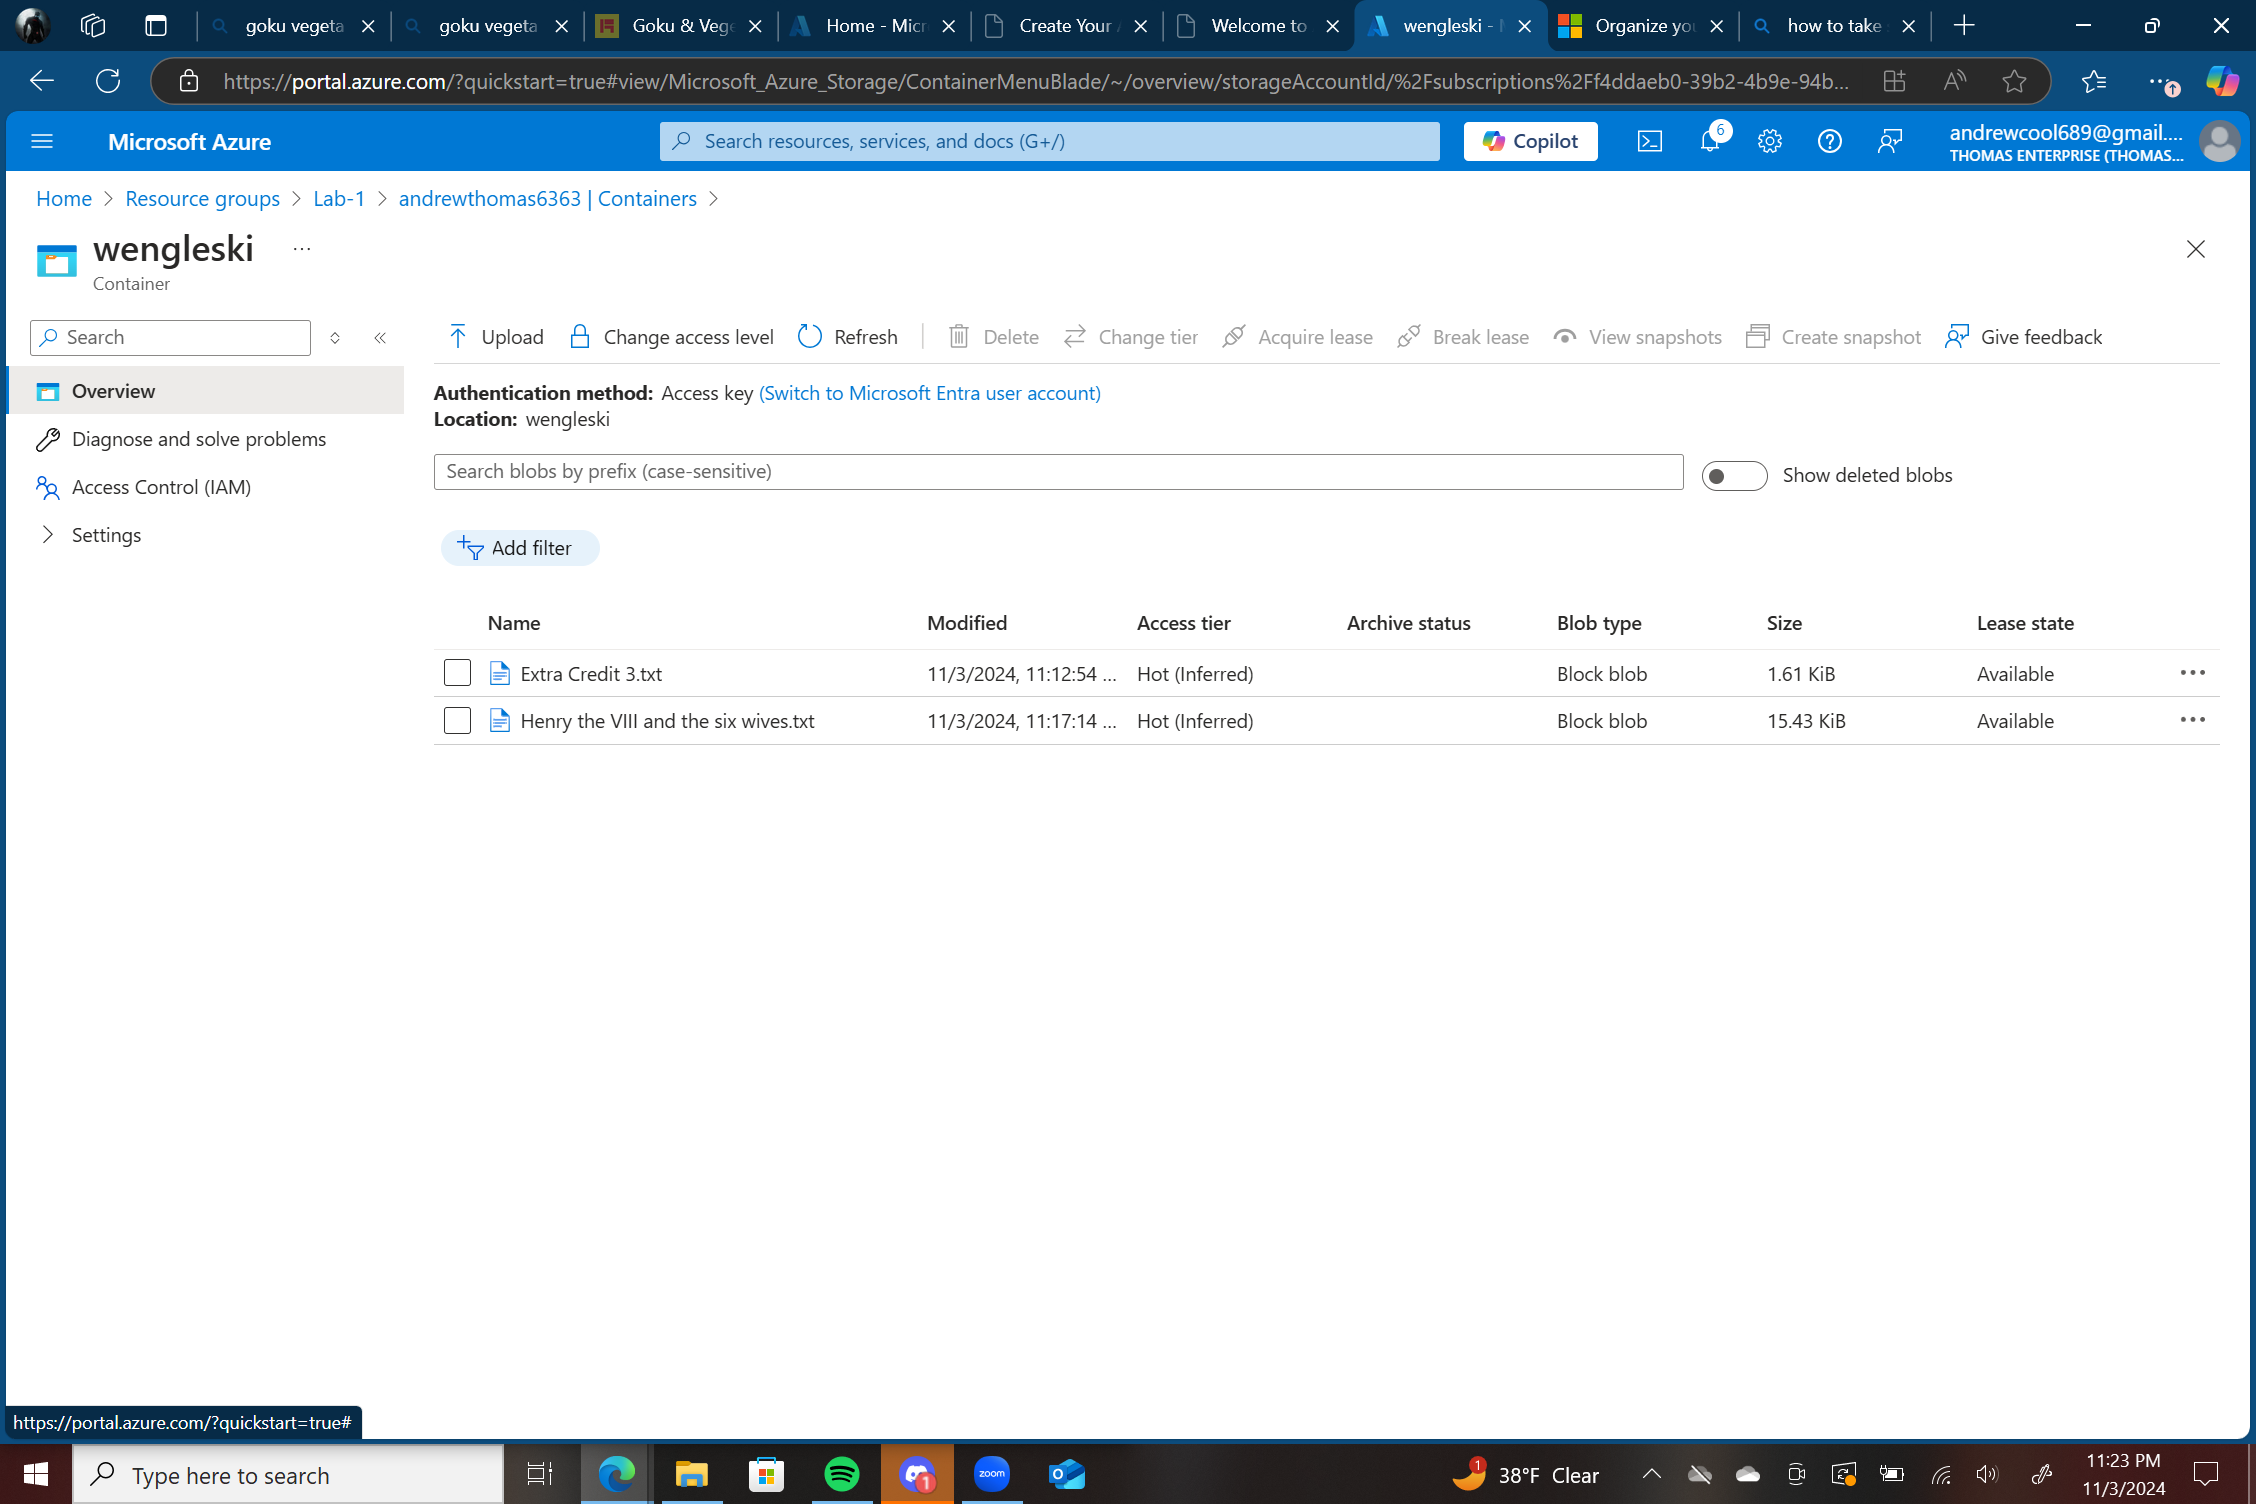 goku vegeta
goku vegeta
Goku & Vege
Home - Micr
Create Your A
Welcome to
wengleski - M
Organize you
how to take s
https://portal.azure.com/?quickstart=true#view/Microsoft_Azure_Storage/ContainerMenuBlade/~/overview/storageAccountId/%2Fsubscriptions%2Ff4ddaeb0-39b2-4b9e-94b...
Microsoft Azure
Search resources, services, and docs (G+/)
Copilot
6
andrewcool689@gmail....
THOMAS ENTERPRISE (THOMAS...
Home > Resource groups > Lab-1 > andrewthomas6363 | Containers >
wengleski ...
Container
Search
Upload
Change access level
Refresh
Delete
Change tier
Acquire lease
Break lease
View snapshots
Create snapshot
Give feedback
Overview
Diagnose and solve problems
Access Control (IAM)
Settings
Authentication method: Access key (Switch to Microsoft Entra user account)
Location: wengleski
Search blobs by prefix (case-sensitive)
Show deleted blobs
Add filter
Name Modified Access tier Archive status Blob type Size Lease state
Extra Credit 3.txt 11/3/2024, 11:12:54 ... Hot (Inferred) Block blob 1.61 KiB Available ...
Henry the VIII and the six wives.txt 11/3/2024, 11:17:14 ... Hot (Inferred) Block blob 15.43 KiB Available ...
https://portal.azure.com/?quickstart=true#
Type here to search
1
zoom
1
38°F Clear
11:23 PM
11/3/2024